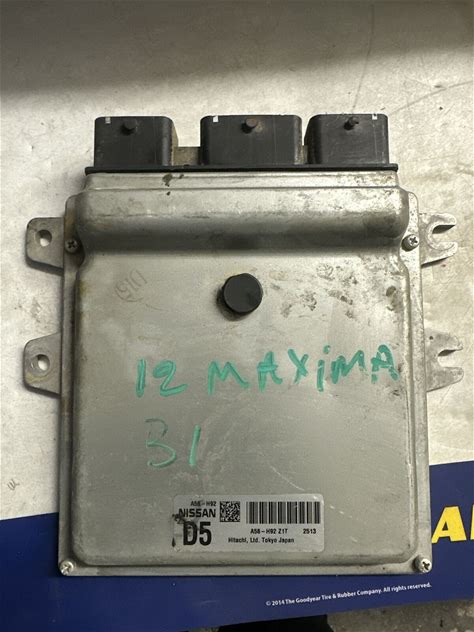 12 MAXiMA
31
A56-H92
NISSAN
D5
A56-H92 Z1T 2513
Hitachi, Ltd. Tokyo Japan
©2014 The Goodyear Tire & Rubber Company. All rights reserved.